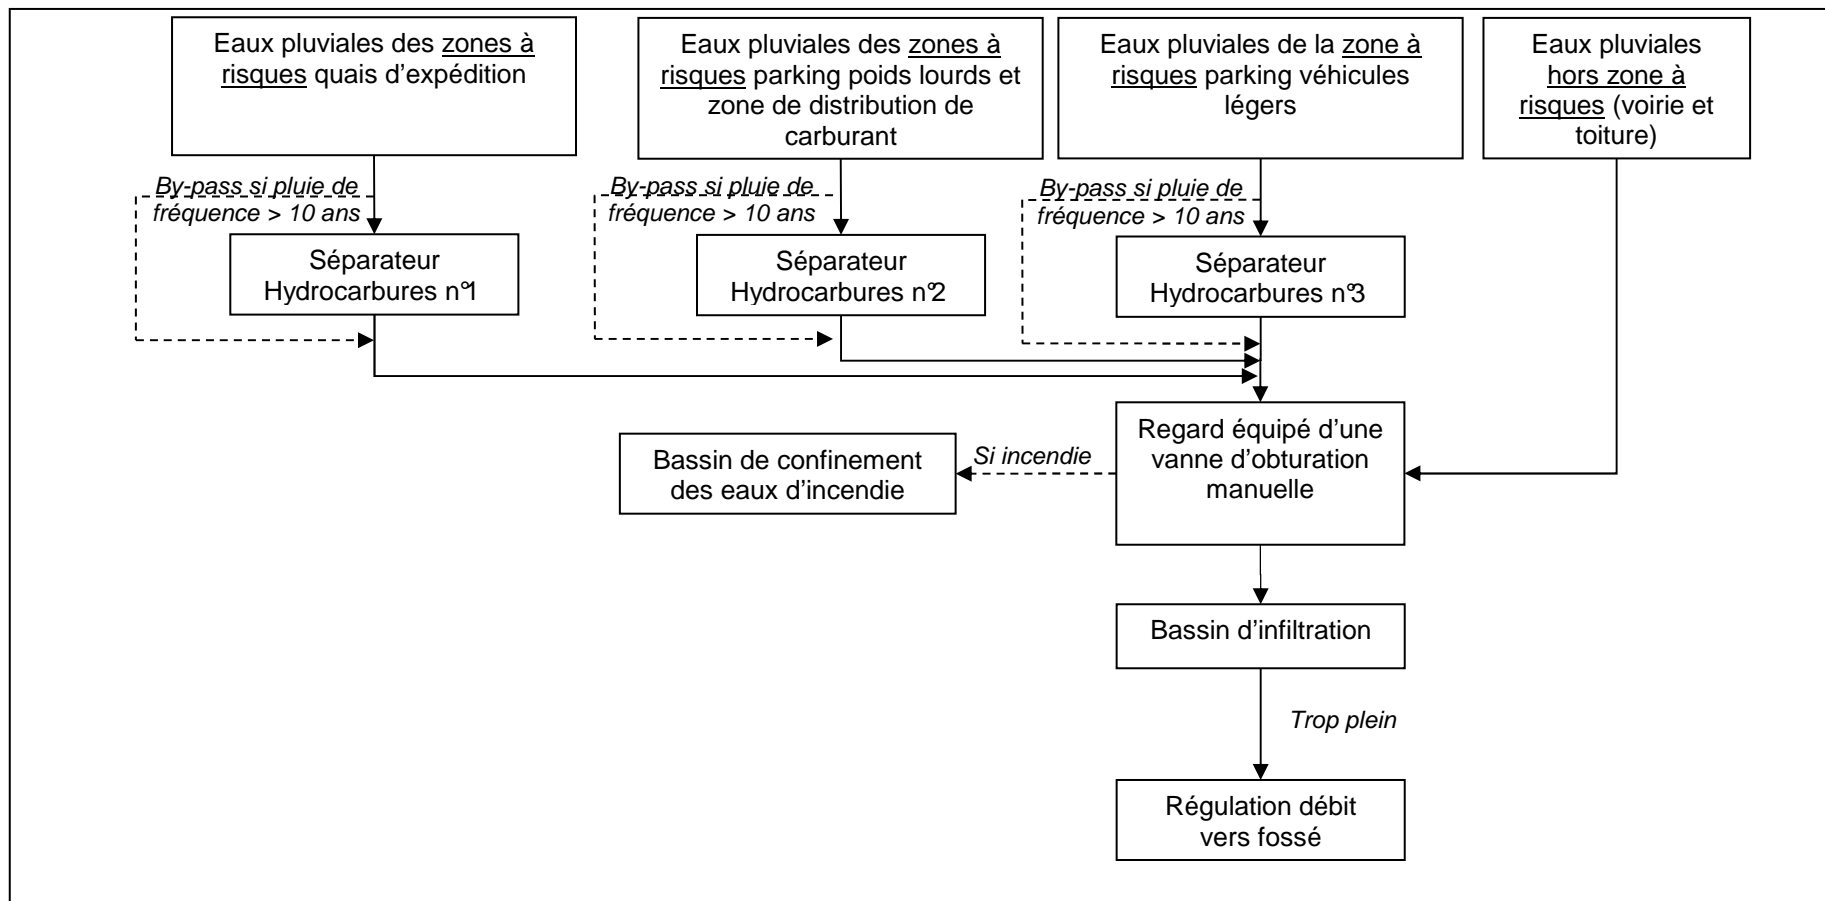 Eaux pluviales des zones à
risques quais d’expédition
Eaux pluviales des zones à
risques parking poids lourds et
zone de distribution de
carburant
Eaux pluviales de la zone à
risques parking véhicules
légers
Eaux pluviales
hors zone à
risques (voirie et
toiture)
By-pass si pluie de
fréquence > 10 ans
By-pass si pluie de
fréquence > 10 ans
By-pass si pluie de
fréquence > 10 ans
Séparateur
Hydrocarbures n°1
Séparateur
Hydrocarbures n°2
Séparateur
Hydrocarbures n°3
Bassin de confinement
des eaux d’incendie
Si incendie
Regard équipé d’une
vanne d’obturation
manuelle
Bassin d’infiltration
Trop plein
Régulation débit
vers fossé